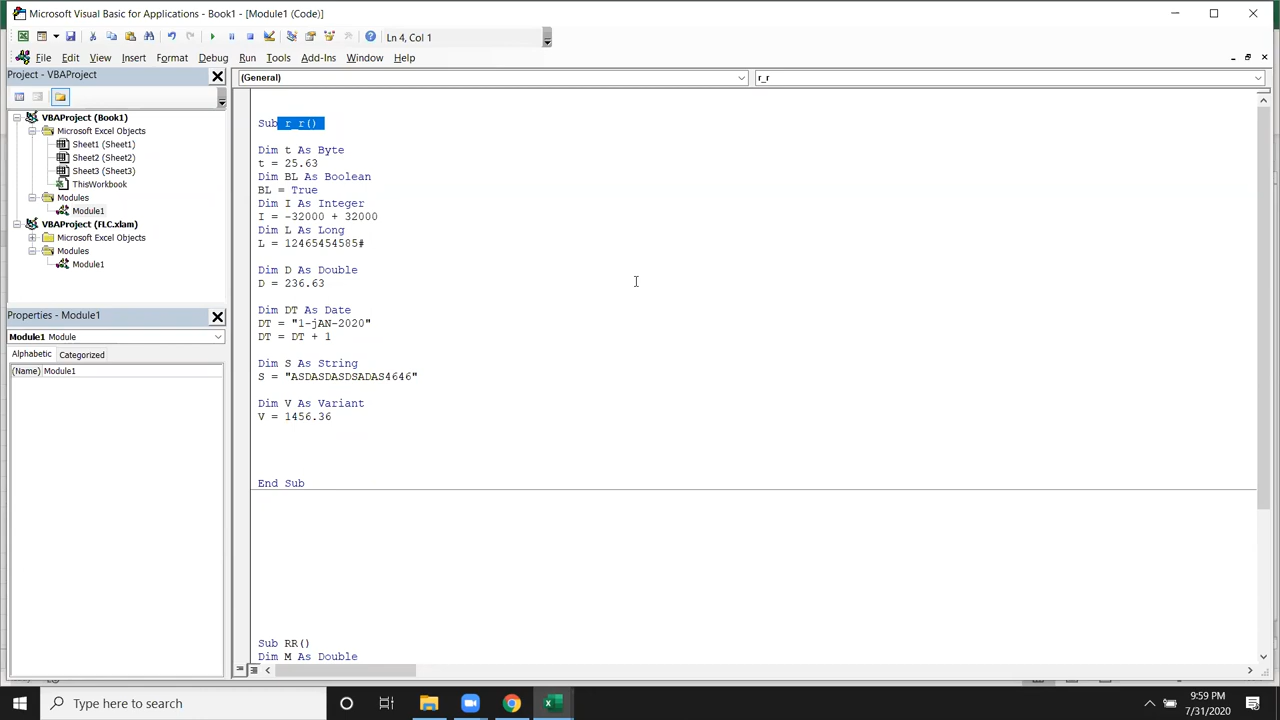 Microsoft Visual Basic for Applications - Book1 - [Module1 (Code)]
Ln 4, Col 1
File Edit View Insert Format Debug Run Tools Add-Ins Window Help
Project - VBAProject
VBAProject (Book1)
Microsoft Excel Objects
Sheet1 (Sheet1)
Sheet2 (Sheet2)
Sheet3 (Sheet3)
ThisWorkbook
Modules
Module1
VBAProject (FLC.xlam)
Microsoft Excel Objects
Modules
Module1
Properties - Module1
Module1 Module
Alphabetic Categorized
(Name) Module1
(General) r_r
Sub r_r()
Dim t As Byte
t = 25.63
Dim BL As Boolean
BL = True
Dim I As Integer
I = -32000 + 32000
Dim L As Long
L = 12465454585#
Dim D As Double
D = 236.63
Dim DT As Date
DT = "1-jAN-2020"
DT = DT + 1
Dim S As String
S = "ASDASDASDSADAS4646"
Dim V As Variant
V = 1456.36
End Sub
Sub RR()
Dim M As Double
Type here to search
9:59 PM
7/31/2020